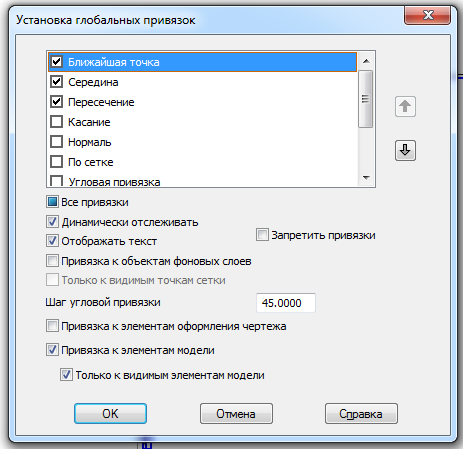 Установка глобальных привязок
Ближайшая точка
Середина
Пересечение
Касание
Нормаль
По сетке
Угловая привязка
Все привязки
Динамически отслеживать
Отображать текст
Запретить привязки
Привязка к объектам фоновых слоев
Только к видимым точкам сетки
Шаг угловой привязки 45.0000
Привязка к элементам оформления чертежа
Привязка к элементам модели
Только к видимым элементам модели
OK Отмена Справка